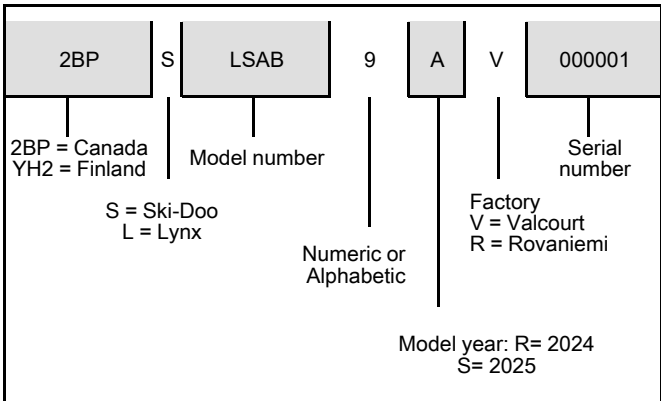 2BP S LSAB 9 A V 000001
2BP = Canada
YH2 = Finland
Model number
Serial
number
S = Ski-Doo
L = Lynx
Factory
V = Valcourt
R = Rovaniemi
Numeric or
Alphabetic
Model year: R= 2024
S= 2025